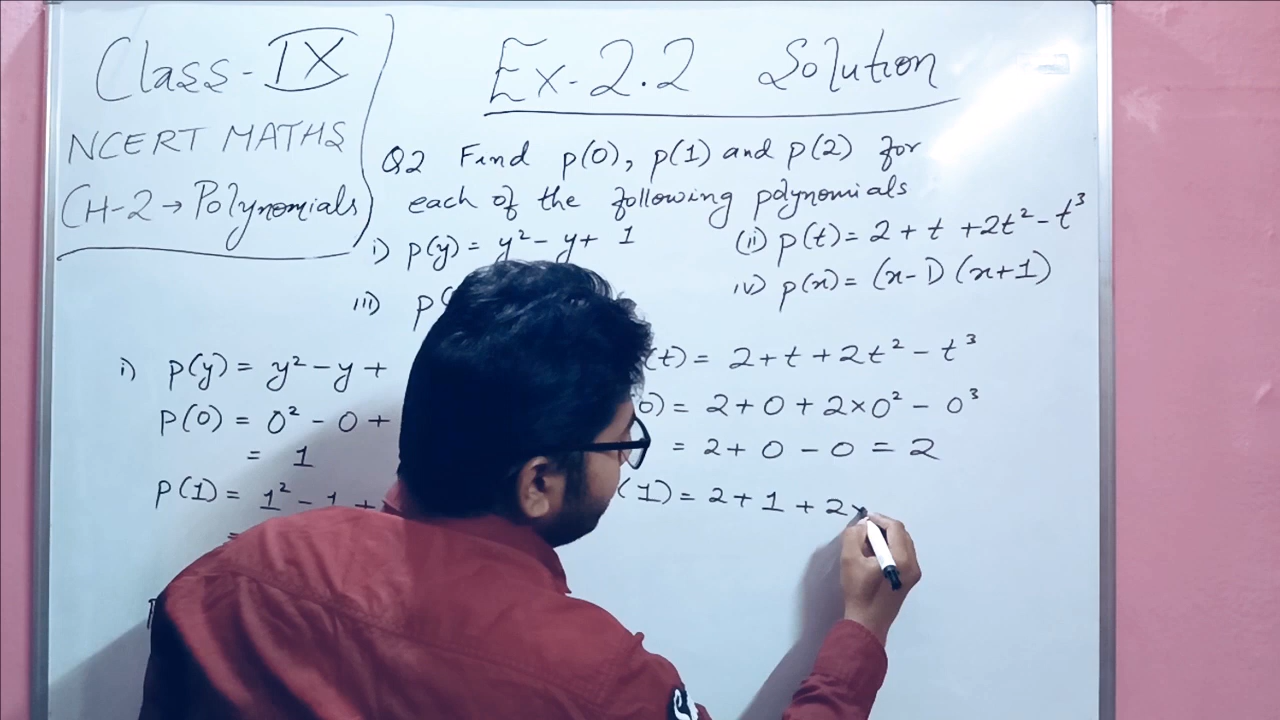 Class-IX
NCERT MATHS
CH-2→Polynomials
Ex-2.2 Solution
Q2 Find p(0), p(1) and p(2) for
each of the following polynomials
i) p(y) = y² - y + 1
(ii) p(t) = 2 + t + 2t² - t³
iii) p(
iv) p(x) = (x-1)(x+1)
i) p(y) = y² - y +
p(0) = 0² - 0 +
= 1
p(1) = 1² - 1 +
=
(t) = 2 + t + 2t² - t³
0) = 2 + 0 + 2×0² - 0³
= 2 + 0 - 0 = 2
(1) = 2 + 1 + 2×